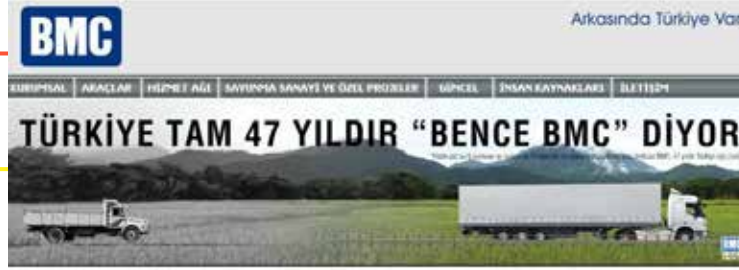 BMC
Arkasında Türkiye Var
KURUMSAL ARAÇLAR HİZMET AĞI SAVUNMA SANAYİ VE ÖZEL PROJELER GÜNCEL İNSAN KAYNAKLARI İLETİŞİM
TÜRKİYE TAM 47 YILDIR “BENCE BMC” DİYOR